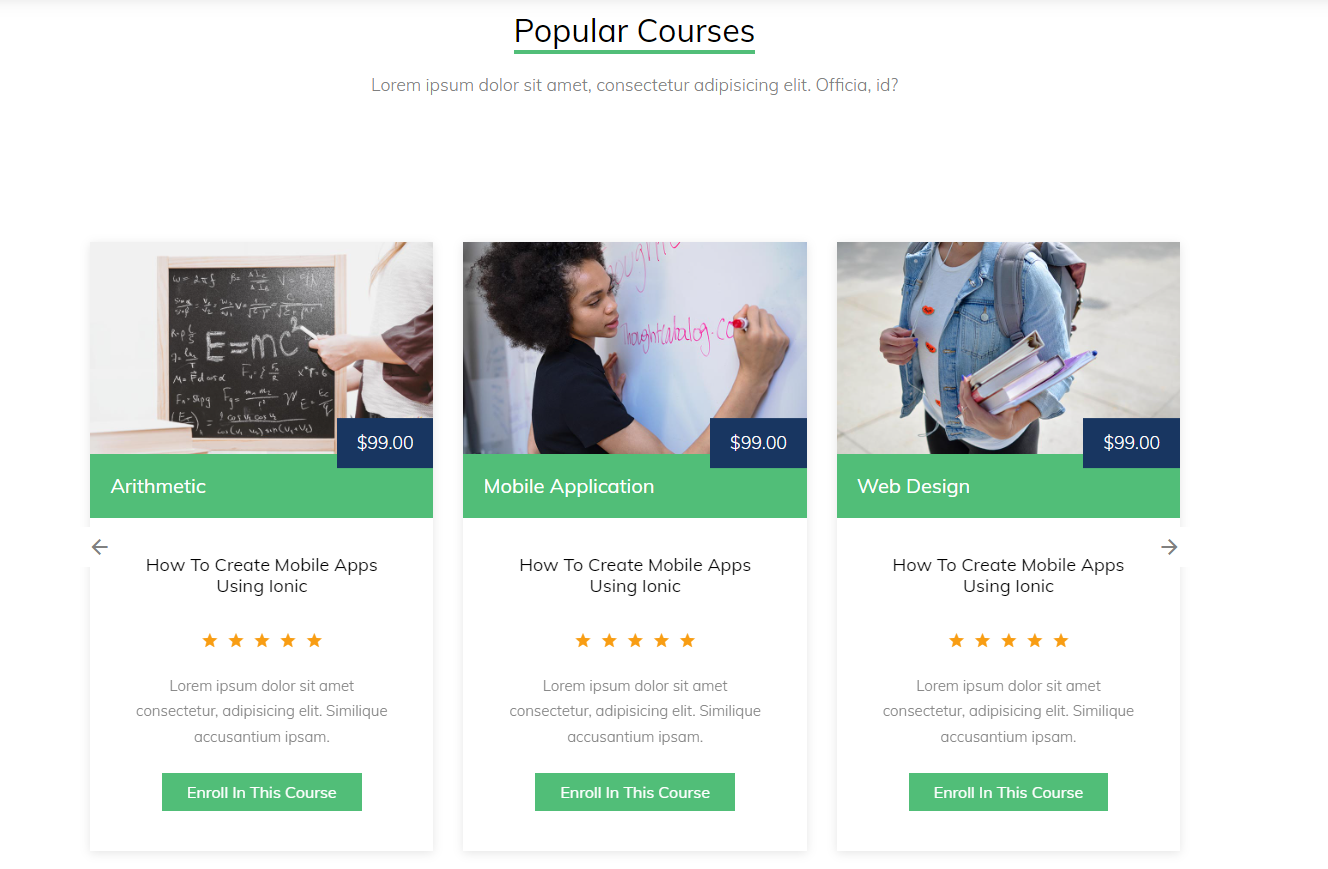 Popular Courses
Lorem ipsum dolor sit amet, consectetur adipisicing elit. Officia, id?
E=mc²
Thoughtcatalog.co
$99.00
$99.00
$99.00
Arithmetic
Mobile Application
Web Design
How To Create Mobile Apps
Using Ionic
How To Create Mobile Apps
Using Ionic
How To Create Mobile Apps
Using Ionic
Lorem ipsum dolor sit amet
consectetur, adipisicing elit. Similique
accusantium ipsam.
Lorem ipsum dolor sit amet
consectetur, adipisicing elit. Similique
accusantium ipsam.
Lorem ipsum dolor sit amet
consectetur, adipisicing elit. Similique
accusantium ipsam.
Enroll In This Course
Enroll In This Course
Enroll In This Course